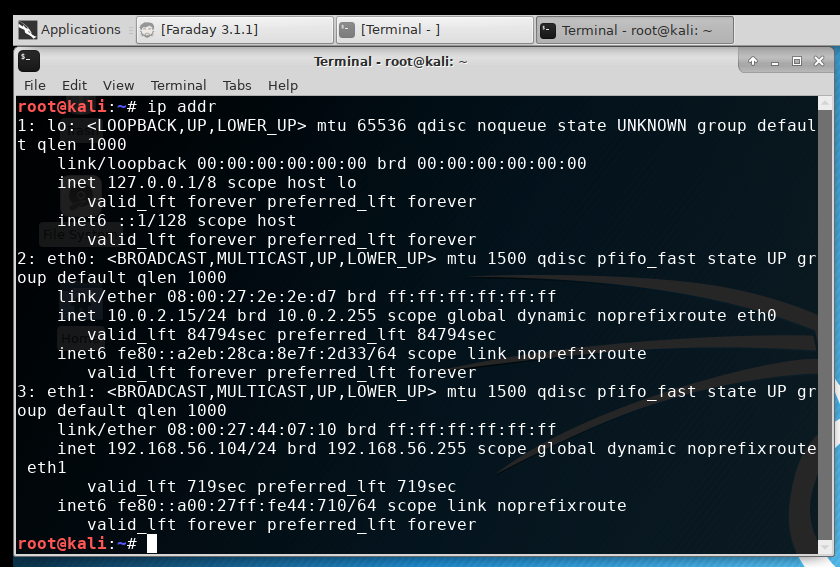 Applications
[Faraday 3.1.1]
[Terminal - ]
Terminal - root@kali: ~
Terminal - root@kali: ~
File Edit View Terminal Tabs Help
root@kali:~# ip addr
1: lo: <LOOPBACK,UP,LOWER_UP> mtu 65536 qdisc noqueue state UNKNOWN group defaul
t qlen 1000
    link/loopback 00:00:00:00:00:00 brd 00:00:00:00:00:00
    inet 127.0.0.1/8 scope host lo
       valid_lft forever preferred_lft forever
    inet6 ::1/128 scope host
       valid_lft forever preferred_lft forever
2: eth0: <BROADCAST,MULTICAST,UP,LOWER_UP> mtu 1500 qdisc pfifo_fast state UP gr
oup default qlen 1000
    link/ether 08:00:27:2e:2e:d7 brd ff:ff:ff:ff:ff:ff
    inet 10.0.2.15/24 brd 10.0.2.255 scope global dynamic noprefixroute eth0
       valid_lft 84794sec preferred_lft 84794sec
    inet6 fe80::a2eb:28ca:8e7f:2d33/64 scope link noprefixroute
       valid_lft forever preferred_lft forever
3: eth1: <BROADCAST,MULTICAST,UP,LOWER_UP> mtu 1500 qdisc pfifo_fast state UP gr
oup default qlen 1000
    link/ether 08:00:27:44:07:10 brd ff:ff:ff:ff:ff:ff
    inet 192.168.56.104/24 brd 192.168.56.255 scope global dynamic noprefixroute
 eth1
       valid_lft 719sec preferred_lft 719sec
    inet6 fe80::a00:27ff:fe44:710/64 scope link noprefixroute
       valid_lft forever preferred_lft forever
root@kali:~#